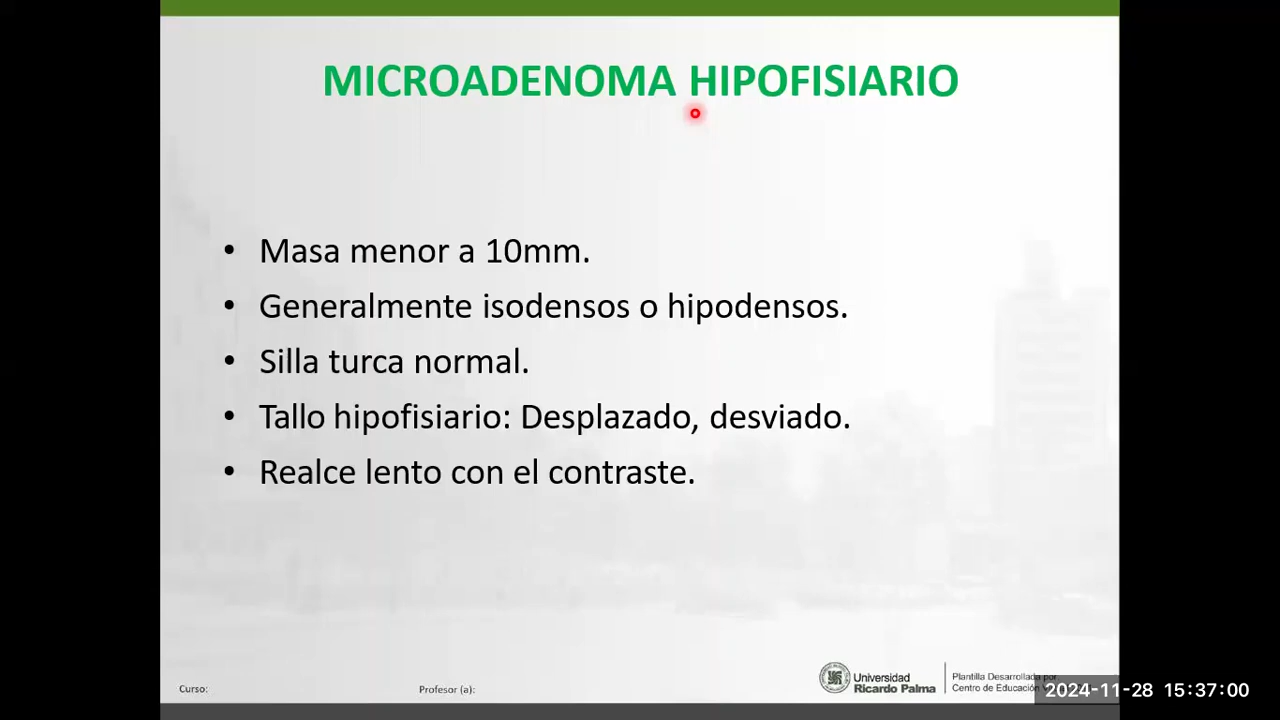 MICROADENOMA HIPOFISIARIO
• Masa menor a 10mm.
• Generalmente isodensos o hipodensos.
• Silla turca normal.
• Tallo hipofisiario: Desplazado, desviado.
• Realce lento con el contraste.
Curso:
Profesor (a):
Universidad
Ricardo Palma
Plantilla Desarrollada por
Centro de Educación
2024-11-28 15:37:00